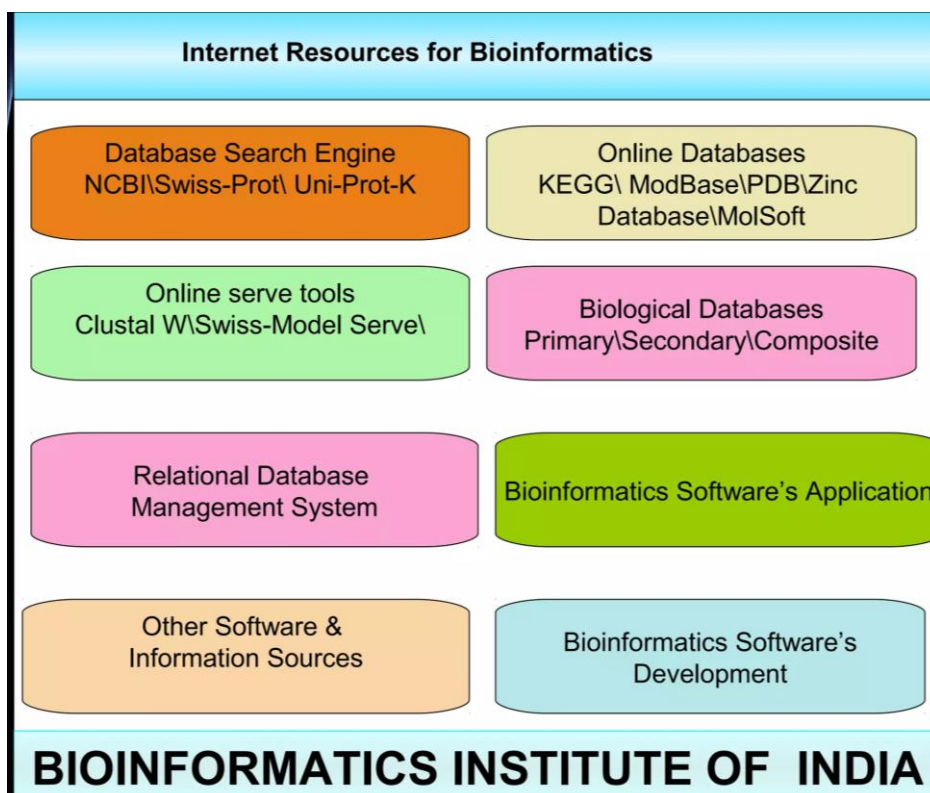 Internet Resources for Bioinformatics
Database Search Engine
NCBI\Swiss-Prot\ Uni-Prot-K
Online Databases
KEGG\ ModBase\PDB\Zinc
Database\MolSoft
Online serve tools
Clustal W\Swiss-Model Serve\
Biological Databases
Primary\Secondary\Composite
Relational Database
Management System
Bioinformatics Software's Application
Other Software &
Information Sources
Bioinformatics Software's
Development
BIOINFORMATICS INSTITUTE OF INDIA